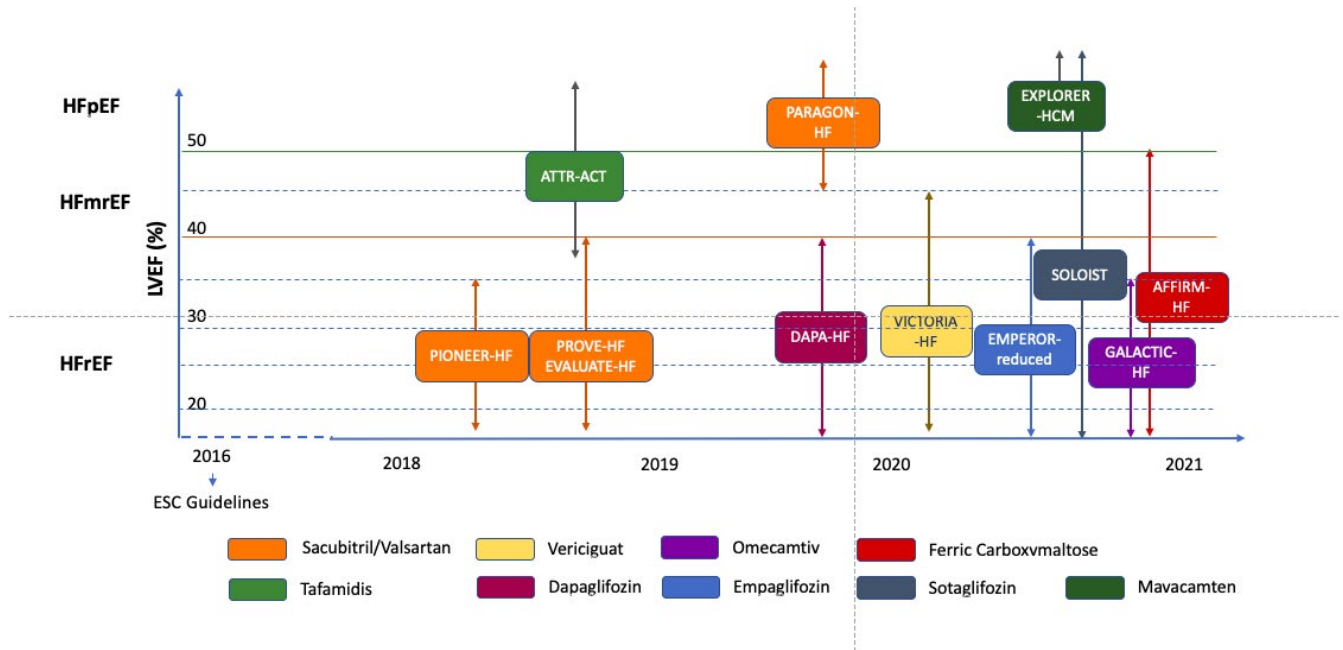 HFpEF
50
HFmrEF
40
LVEF (%)
30
HFrEF
20
PARAGON-
HF
EXPLORER
-HCM
ATTR-ACT
SOLOIST
AFFIRM-
HF
PIONEER-HF
PROVE-HF
EVALUATE-HF
DAPA-HF
VICTORIA
-HF
EMPEROR-
reduced
GALACTIC-
HF
2016
2018
2019
2020
2021
ESC Guidelines
Sacubitril/Valsartan
Vericiguat
Omecamtiv
Ferric Carboxvmaltose
Tafamidis
Dapaglifozin
Empaglifozin
Sotaglifozin
Mavacamten